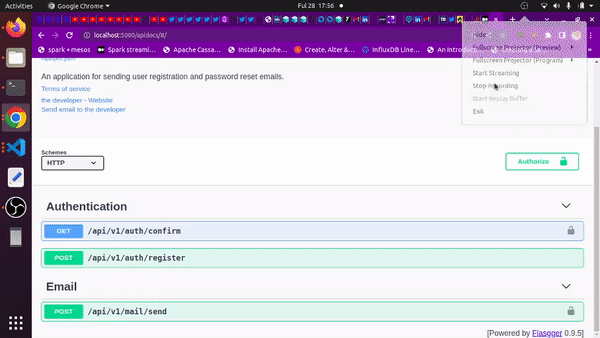 Activities Google Chrome Ful 28 17:56
localhost:5000/apidocs/#/
spark + mesos Spark streami... Apache Cassa... Install Apache... Create, Alter &... InfluxDB Line... An Introduc
Hide
Fullscreen Projector (Preview)
Fullscreen Projector (Program)
Start Streaming
Stop Recording
Start Replay Buffer
Exit
An application for sending user registration and password reset emails.
Terms of service
the developer - Website
Send email to the developer
Schemes
HTTP
Authorize
Authentication
GET /api/v1/auth/confirm
POST /api/v1/auth/register
Email
POST /api/v1/mail/send
[Powered by Flasgger 0.9.5]